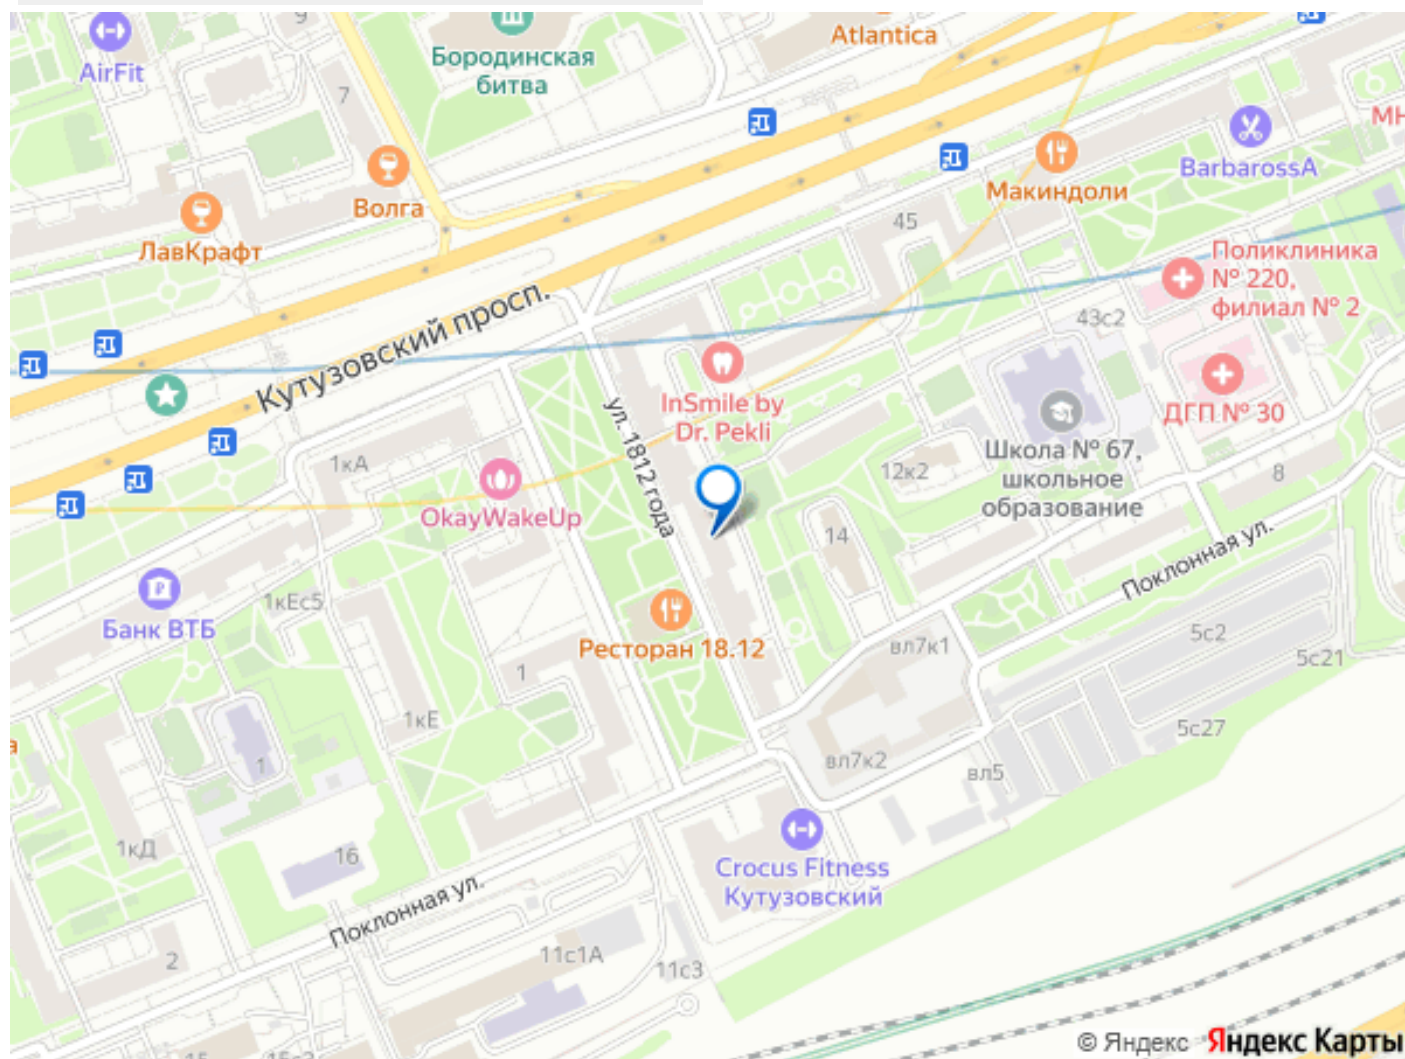 9
Atlantica
AirFit
Бородинская
битва
7
МН
BarbarossA
Волга
Макиндоли
45
ЛавКрафт
Поликлиника
№ 220,
филиал № 2
Кутузовский просп.
43с2
InSmile by
Dr. Pekli
ул. 1812 года
ДГП № 30
1кА
12к2
Школа № 67,
школьное
образование
8
OkayWakeUp
14
Поклонная ул.
1кЕс5
Банк ВТБ
Ресторан 18.12
вл7к1
5с2
5с21
1
1кЕ
5с27
а
1
вл7к2
вл5
1кД
16
Crocus Fitness
Кутузовский
Поклонная ул.
2
11с1А
11с3
© Яндекс Яндекс Карты